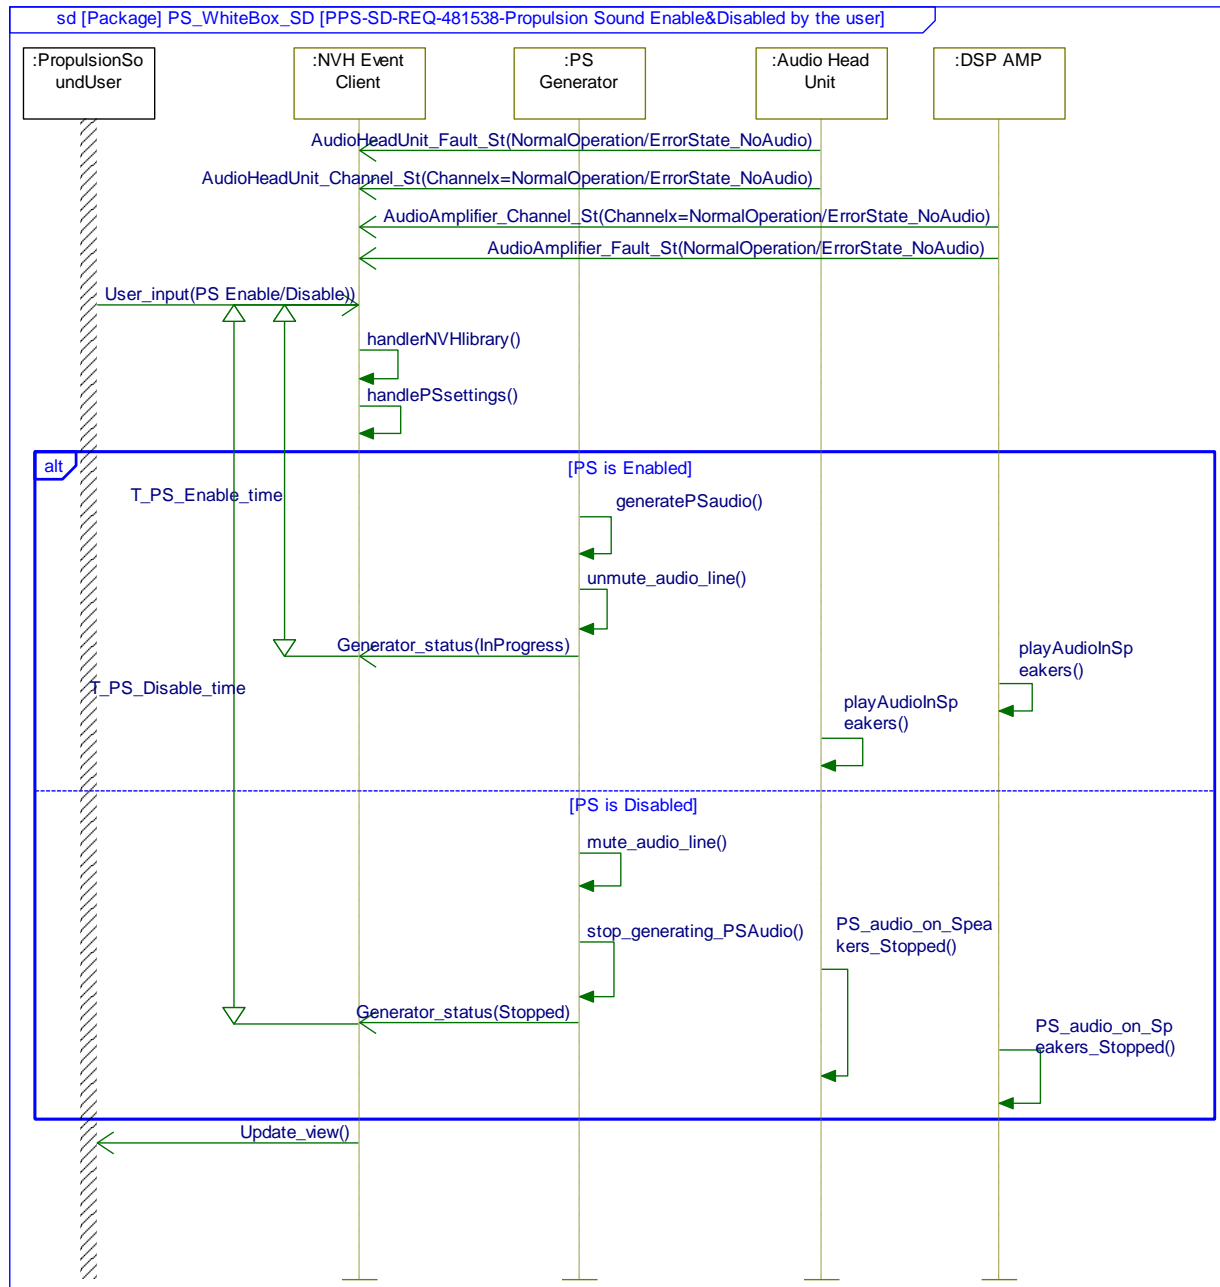 sd [Package] PS_WhiteBox_SD [PPS-SD-REQ-481538-Propulsion Sound Enable&Disabled by the user]
:PropulsionSo
undUser
:NVH Event
Client
:PS
Generator
:Audio Head
Unit
:DSP AMP
AudioHeadUnit_Fault_St(NormalOperation/ErrorState_NoAudio)
AudioHeadUnit_Channel_St(Channelx=NormalOperation/ErrorState_NoAudio)
AudioAmplifier_Channel_St(Channelx=NormalOperation/ErrorState_NoAudio)
AudioAmplifier_Fault_St(NormalOperation/ErrorState_NoAudio)
User_input(PS Enable/Disable))
handlerNVHlibrary()
handlePSsettings()
alt
[PS is Enabled]
T_PS_Enable_time
generatePSaudio()
unmute_audio_line()
Generator_status(InProgress)
playAudioInSp
eakers()
T_PS_Disable_time
playAudioInSp
eakers()
[PS is Disabled]
mute_audio_line()
stop_generating_PSAudio()
PS_audio_on_Spea
kers_Stopped()
Generator_status(Stopped)
PS_audio_on_Sp
eakers_Stopped()
Update_view()